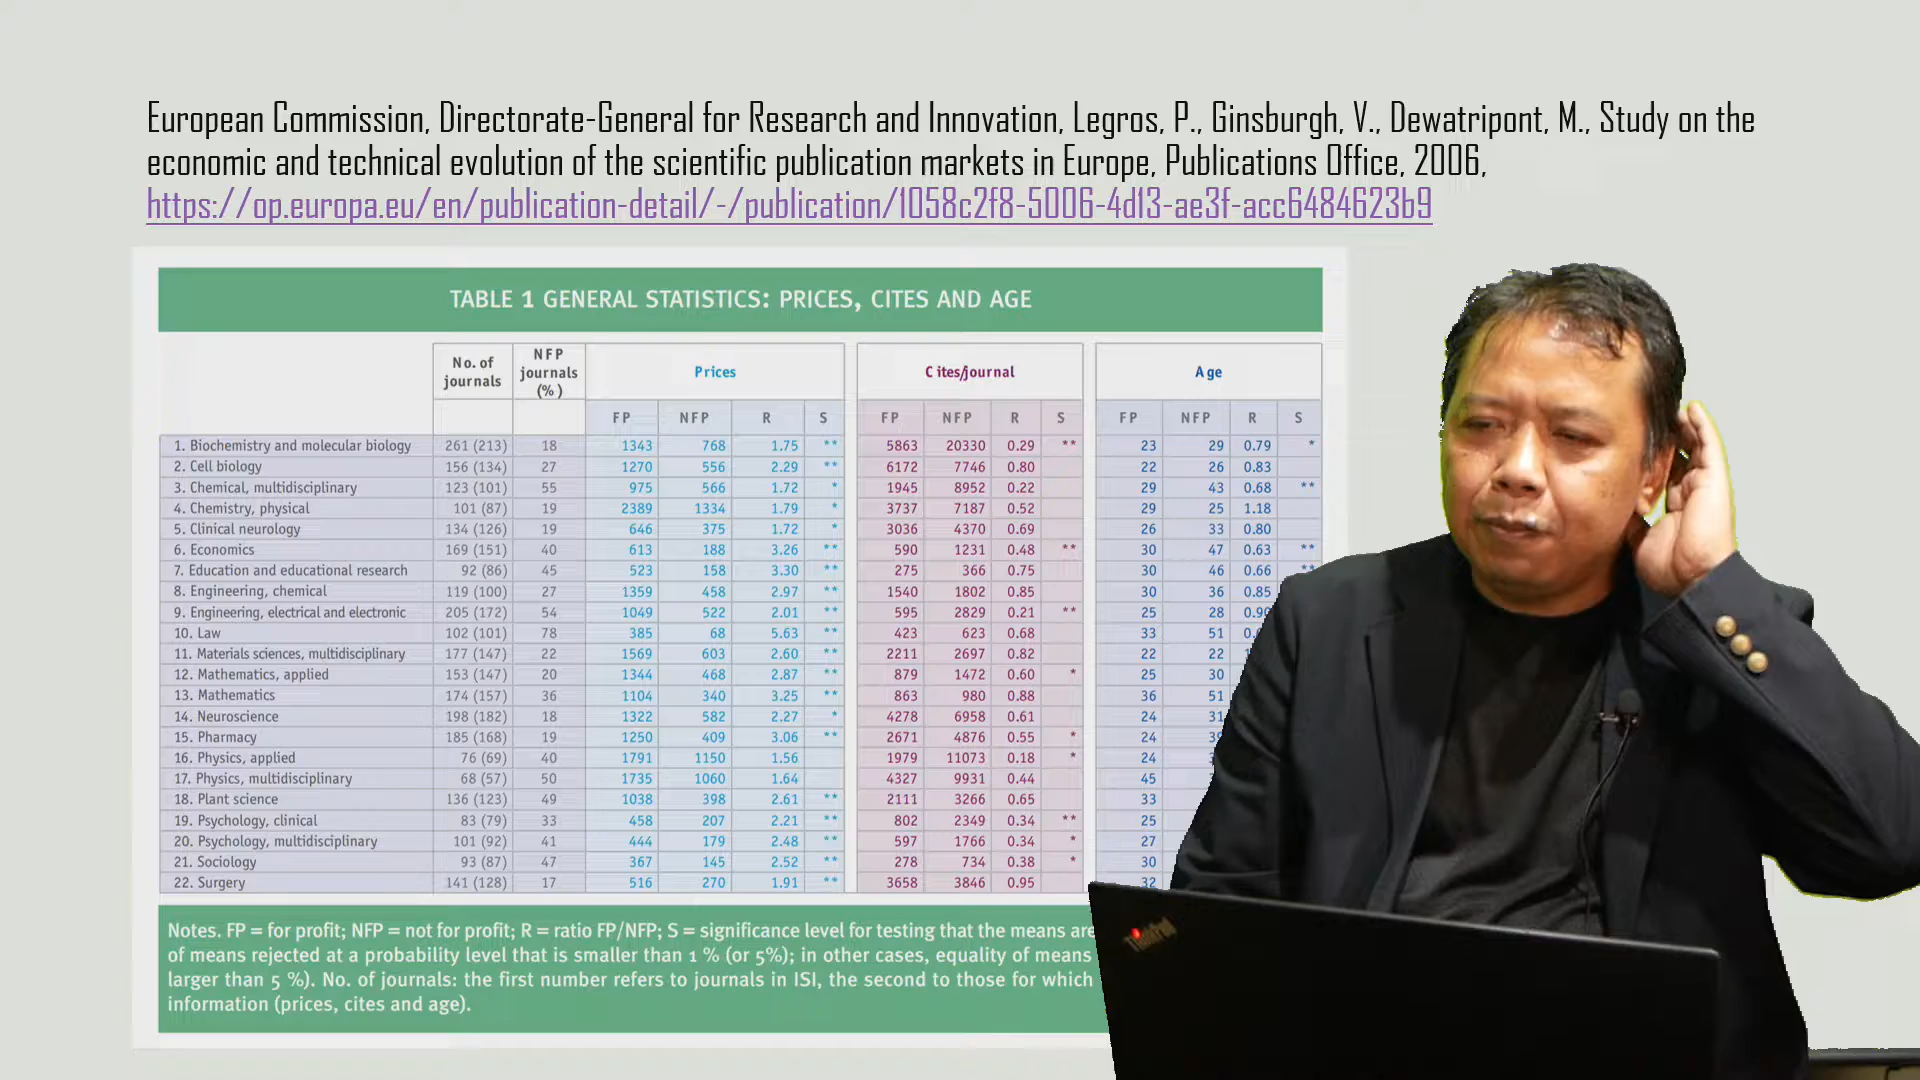 European Commission, Directorate-General for Research and Innovation, Legros, P., Ginsburgh, V., Dewatripont, M., Study on the
economic and technical evolution of the scientific publication markets in Europe, Publications Office, 2006,
https://op.europa.eu/en/publication-detail/-/publication/1058c2f8-5006-4d13-ae3f-acc6484623b9
TABLE 1 GENERAL STATISTICS: PRICES, CITES AND AGE
No. of journals NFP journals (%) Prices Cites/journal Age
FP NFP R S FP NFP R S FP NFP R S
1. Biochemistry and molecular biology 261 (213) 18 1343 768 1.75 ** 5863 20330 0.29 ** 23 29 0.79 *
2. Cell biology 156 (134) 27 1270 556 2.29 ** 6172 7746 0.80 22 26 0.83
3. Chemical, multidisciplinary 123 (101) 55 975 566 1.72 * 1945 8952 0.22 29 43 0.68 **
4. Chemistry, physical 101 (87) 19 2389 1334 1.79 * 3737 7187 0.52 29 25 1.18
5. Clinical neurology 134 (126) 19 646 375 1.72 * 3036 4370 0.69 26 33 0.80
6. Economics 169 (151) 40 613 188 3.26 ** 590 1231 0.48 ** 30 47 0.63 **
7. Education and educational research 92 (86) 45 523 158 3.30 ** 275 366 0.75 30 46 0.66 **
8. Engineering, chemical 119 (100) 27 1359 458 2.97 ** 1540 1802 0.85 30 36 0.85
9. Engineering, electrical and electronic 205 (172) 54 1049 522 2.01 ** 595 2829 0.21 ** 25 28
10. Law 102 (101) 78 385 68 5.63 ** 423 623 0.68 33 51
11. Materials sciences, multidisciplinary 177 (147) 22 1569 603 2.60 ** 2211 2697 0.82 22 22
12. Mathematics, applied 153 (147) 20 1344 468 2.87 ** 879 1472 0.60 * 25 30
13. Mathematics 174 (157) 36 1104 340 3.25 ** 863 980 0.88 36 51
14. Neuroscience 198 (182) 18 1322 582 2.27 * 4278 6958 0.61 24 31
15. Pharmacy 185 (168) 19 1250 409 3.06 ** 2671 4876 0.55 * 24
16. Physics, applied 76 (69) 40 1791 1150 1.56 1979 11073 0.18 * 24
17. Physics, multidisciplinary 68 (57) 50 1735 1060 1.64 4327 9931 0.44 45
18. Plant science 136 (123) 49 1038 398 2.61 ** 2111 3266 0.65 33
19. Psychology, clinical 83 (79) 33 458 207 2.21 ** 802 2349 0.34 ** 25
20. Psychology, multidisciplinary 101 (92) 41 444 179 2.48 ** 597 1766 0.34 * 27
21. Sociology 93 (87) 47 367 145 2.52 ** 278 734 0.38 * 30
22. Surgery 141 (128) 17 516 270 1.91 ** 3658 3846 0.95 32
Notes. FP = for profit; NFP = not for profit; R = ratio FP/NFP; S = significance level for testing that the means are
of means rejected at a probability level that is smaller than 1 % (or 5%); in other cases, equality of means
larger than 5 %). No. of journals: the first number refers to journals in ISI, the second to those for which
information (prices, cites and age).
ThinkPad